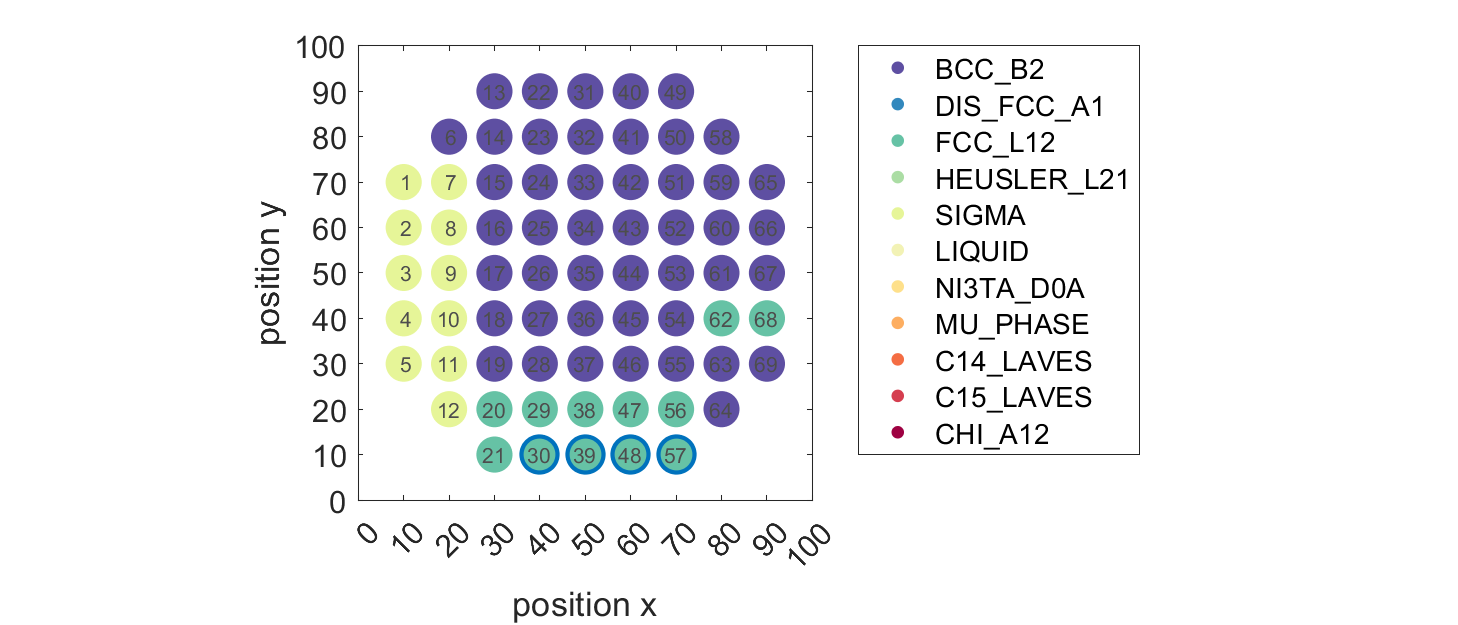 100
90
80
70
60
50
40
30
20
10
0
position y
13 22 31 40 49
6 14 23 32 41 50 58
1 7 15 24 33 42 51 59 65
2 8 16 25 34 43 52 60 66
3 9 17 26 35 44 53 61 67
4 10 18 27 36 45 54 62 68
5 11 19 28 37 46 55 63 69
12 20 29 38 47 56 64
21 30 39 48 57
0 10 20 30 40 50 60 70 80 90 100
position x
BCC_B2
DIS_FCC_A1
FCC_L12
HEUSLER_L21
SIGMA
LIQUID
NI3TA_D0A
MU_PHASE
C14_LAVES
C15_LAVES
CHI_A12